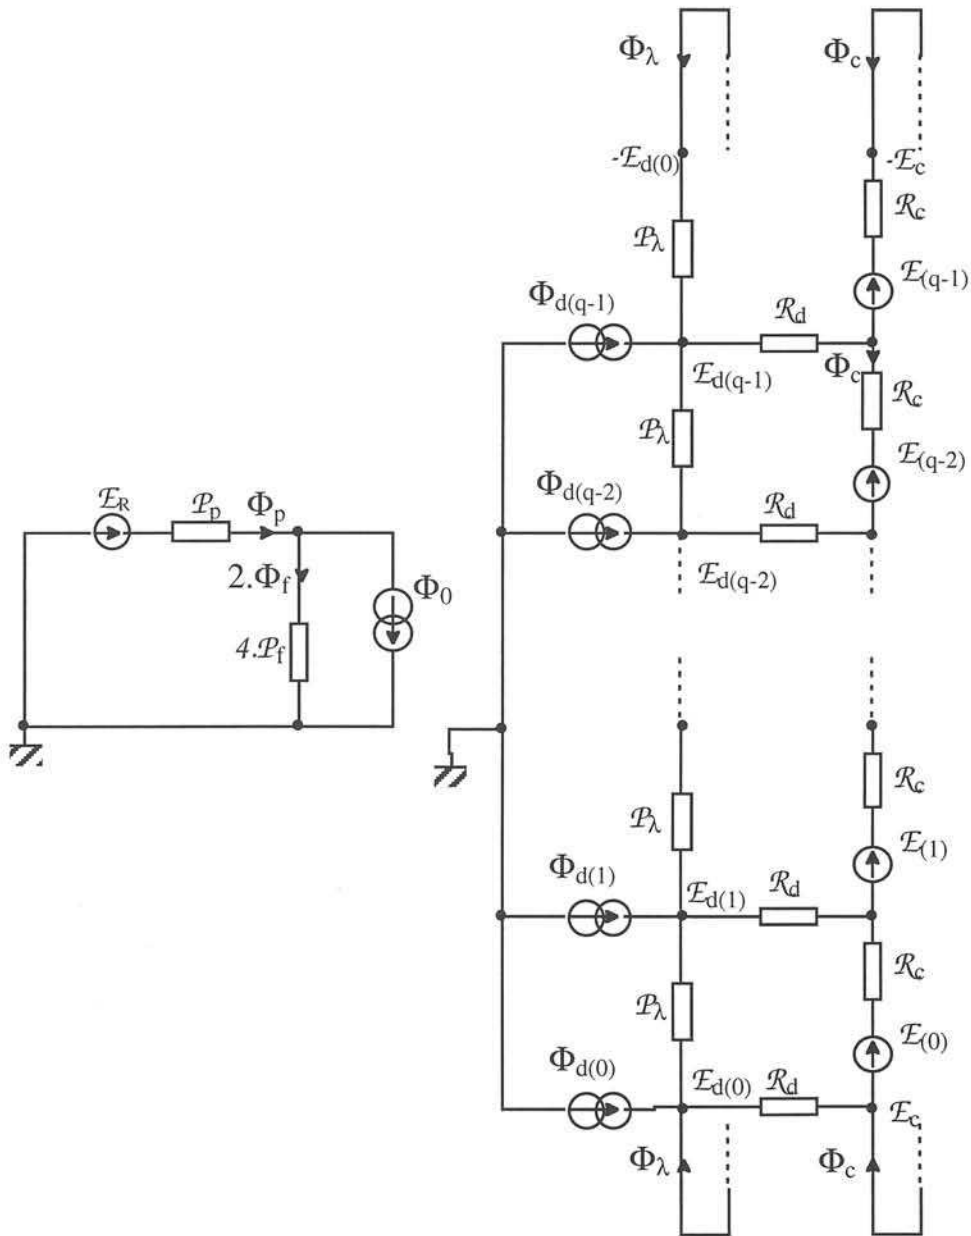 Φλ Φc
-Ed(0) -Ec
Rc
Pλ
E(q-1)
Φd(q-1) Rd
Ed(q-1) Φc Rc
Pλ
E(q-2)
Φd(q-2) Rd
Ed(q-2)
ER Pp Φp
2.Φf Φ0
4.Pf
Rc
Pλ
E(1)
Φd(1) Ed(1) Rd
Rc
Pλ
E(0)
Φd(0) Ed(0) Rd
Ec
Φλ Φc